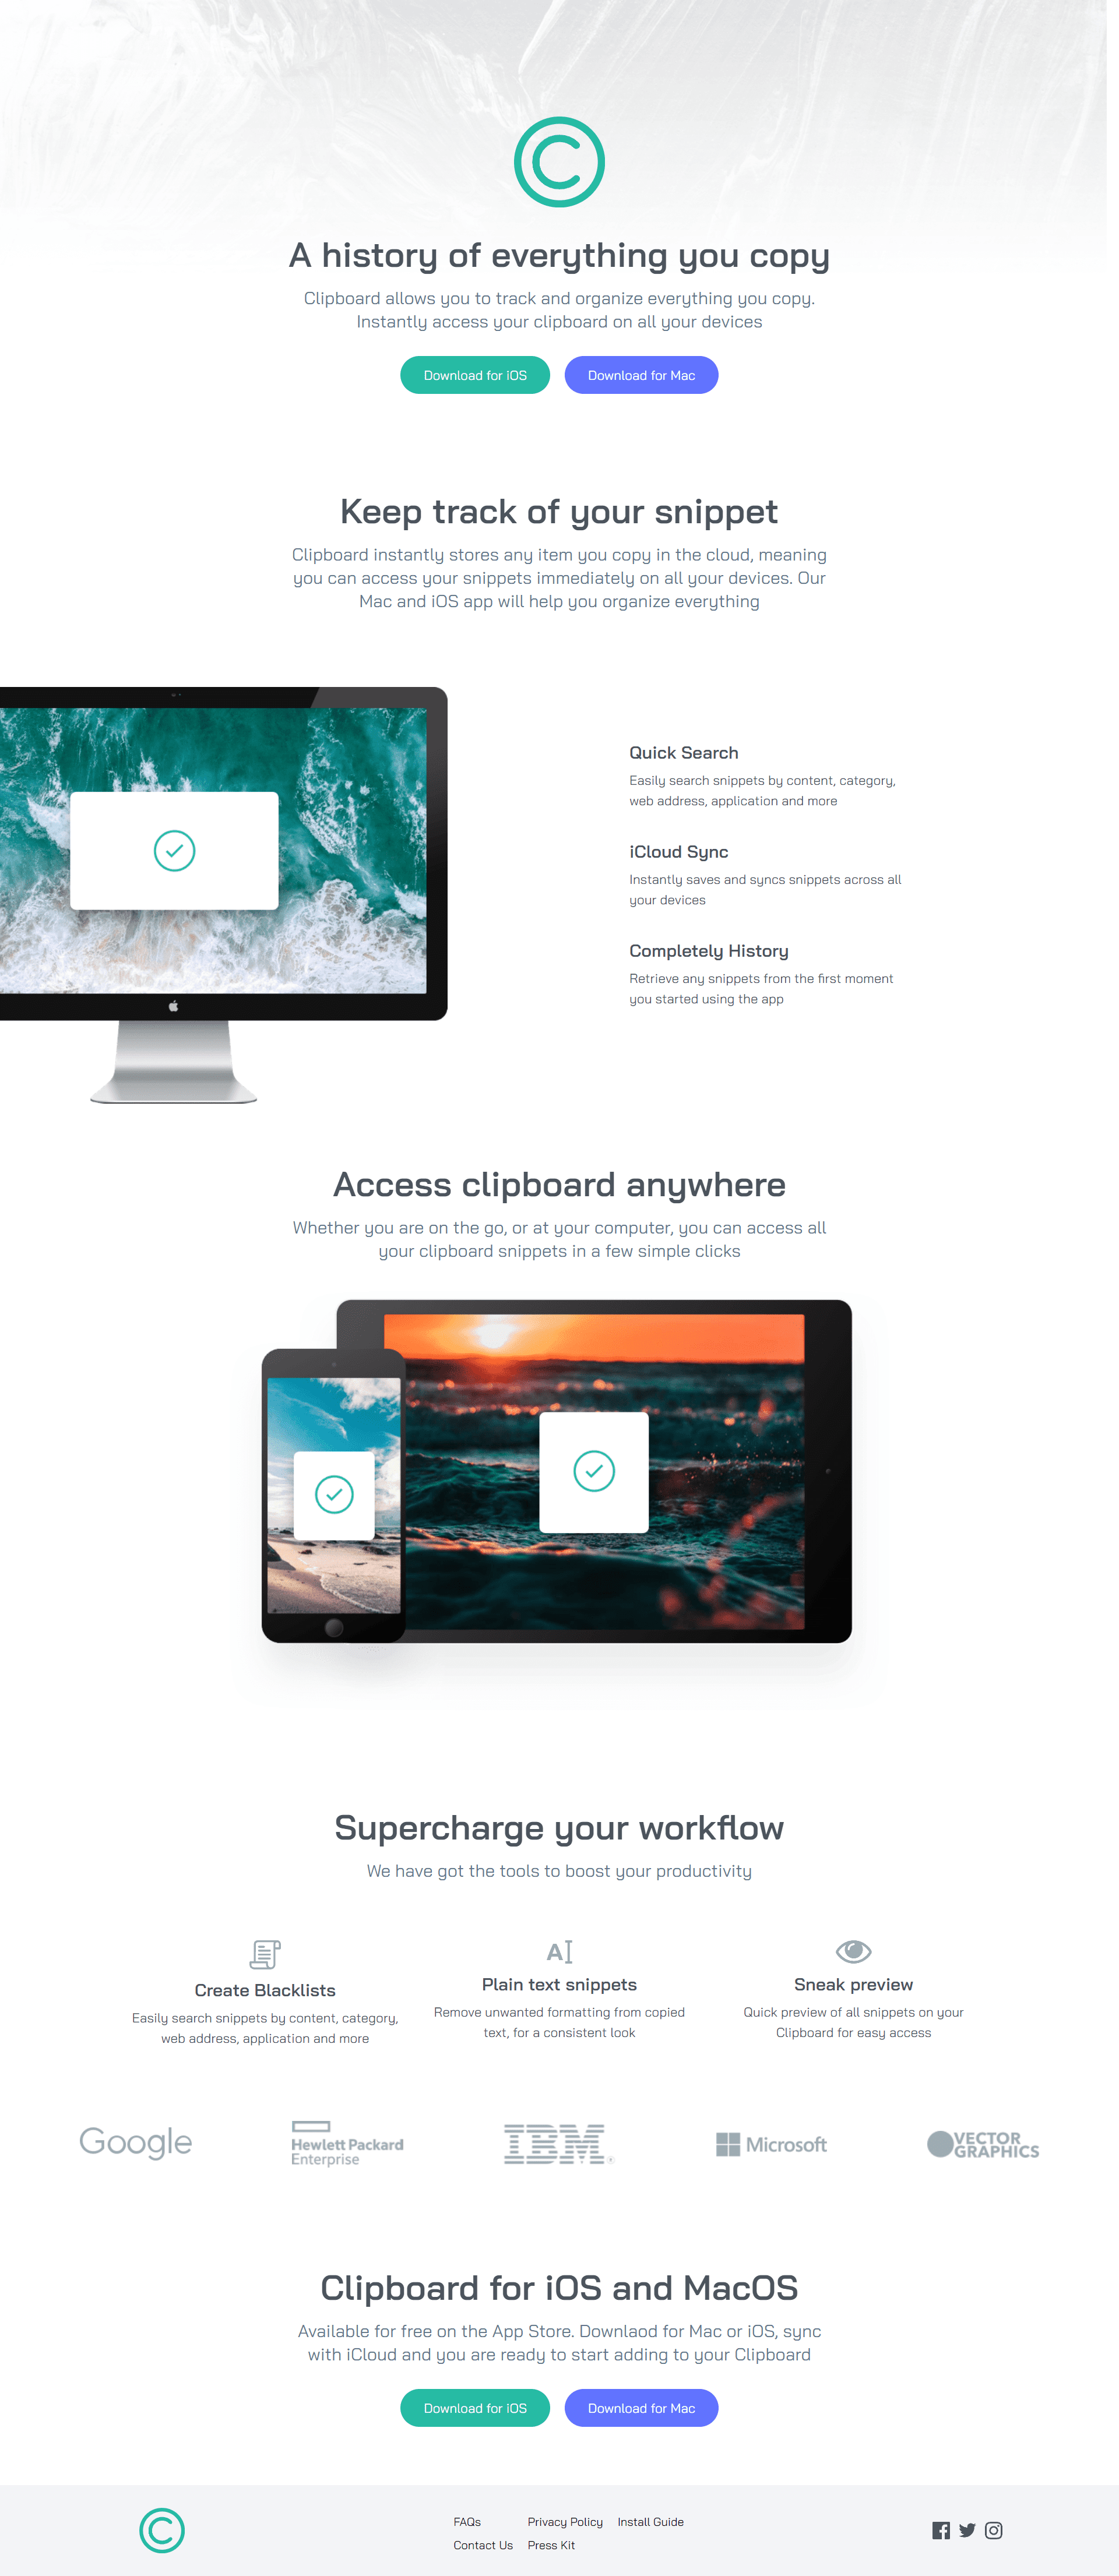 A history of everything you copy
Clipboard allows you to track and organize everything you copy.
Instantly access your clipboard on all your devices
Download for iOS
Download for Mac
Keep track of your snippet
Clipboard instantly stores any item you copy in the cloud, meaning
you can access your snippets immediately on all your devices. Our
Mac and iOS app will help you organize everything
Quick Search
Easily search snippets by content, category,
web address, application and more
iCloud Sync
Instantly saves and syncs snippets across all
your devices
Completely History
Retrieve any snippets from the first moment
you started using the app
Access clipboard anywhere
Whether you are on the go, or at your computer, you can access all
your clipboard snippets in a few simple clicks
Supercharge your workflow
We have got the tools to boost your productivity
Create Blacklists
Easily search snippets by content, category,
web address, application and more
AI
Plain text snippets
Remove unwanted formatting from copied
text, for a consistent look
Sneak preview
Quick preview of all snippets on your
Clipboard for easy access
Google
Hewlett Packard
Enterprise
IBM
Microsoft
VECTOR
GRAPHICS
Clipboard for iOS and MacOS
Available for free on the App Store. Downlaod for Mac or iOS, sync
with iCloud and you are ready to start adding to your Clipboard
Download for iOS
Download for Mac
FAQs
Contact Us
Privacy Policy
Press Kit
Install Guide